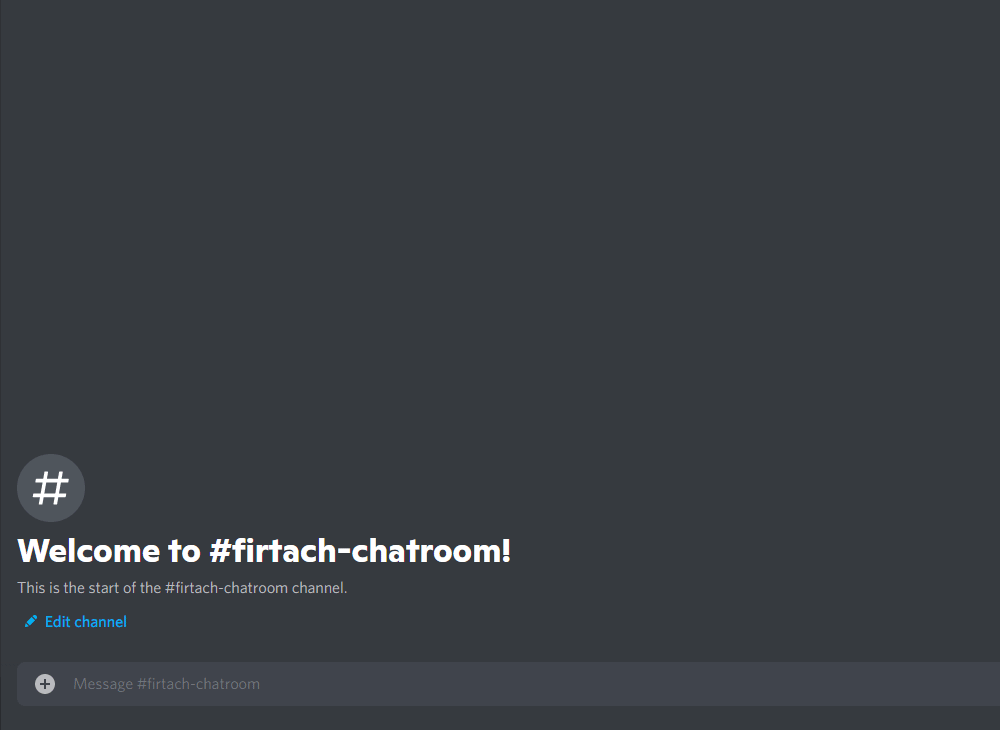 #
Welcome to #firtach-chatroom!
This is the start of the #firtach-chatroom channel.
Edit channel
Message #firtach-chatroom